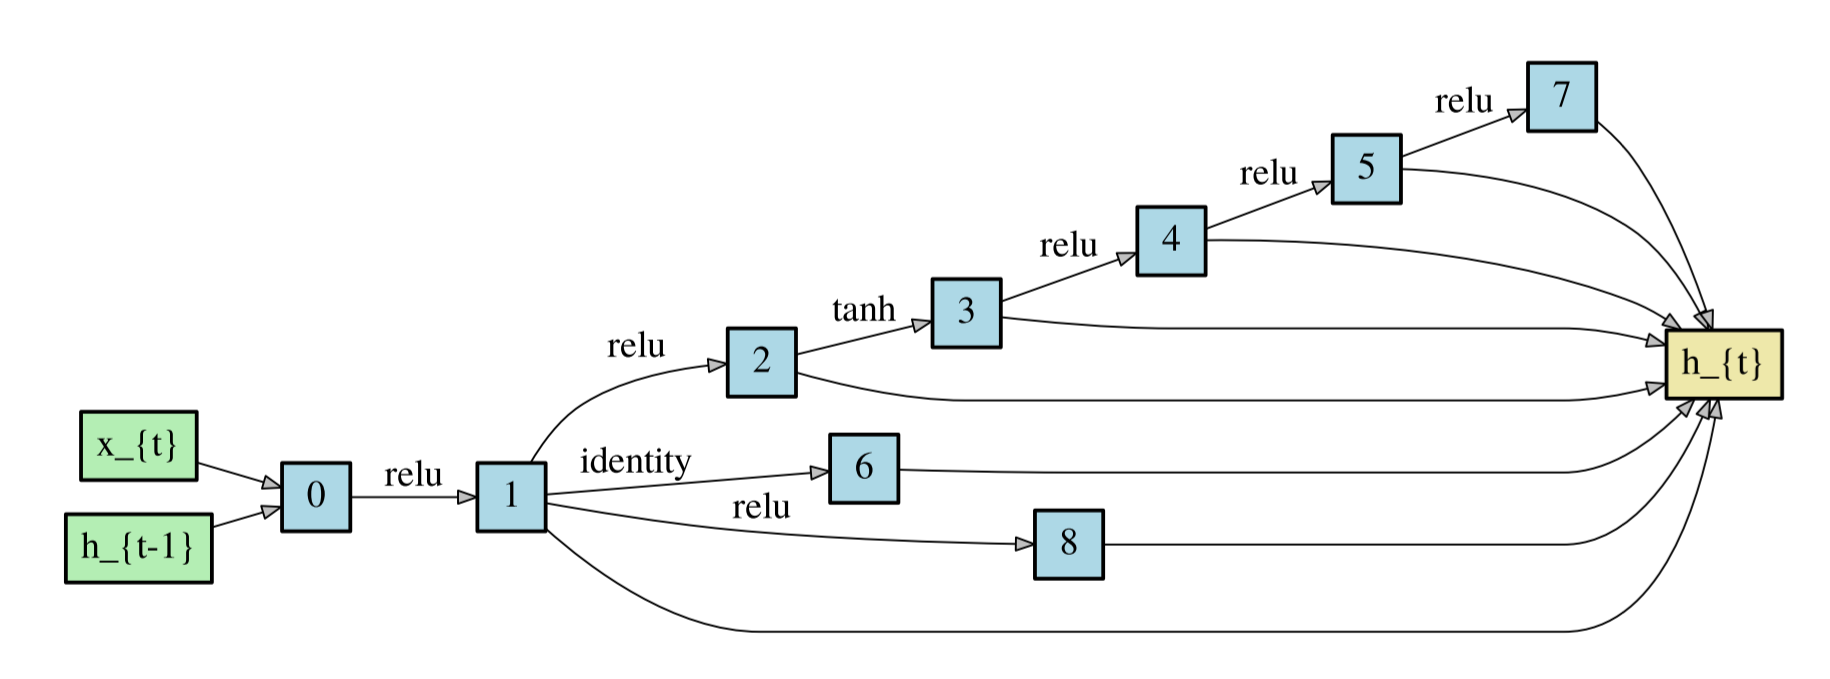 7
relu
5
relu
4
relu
3
tanh
2
relu
h_{t}
x_{t}
identity
6
relu
0
1
relu
8
h_{t-1}